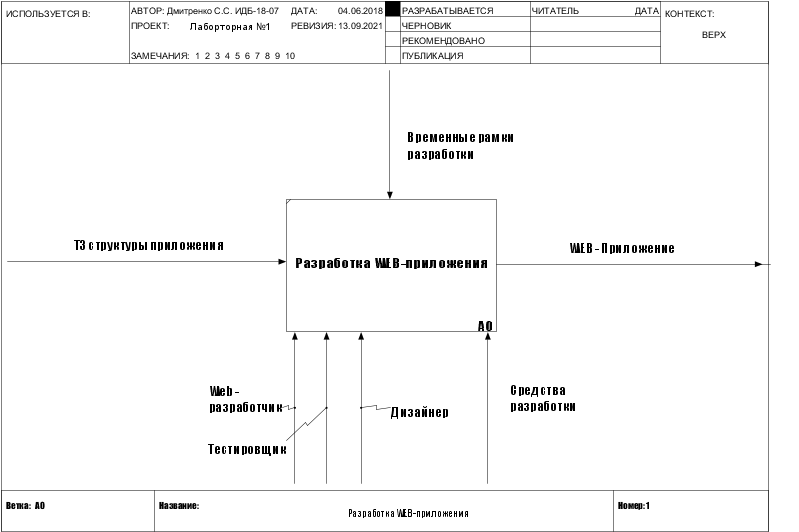 ИСПОЛЬЗУЕТСЯ В:
АВТОР: Дмитренко С.С. ИДБ-18-07 ДАТА: 04.06.2018
ПРОЕКТ: Лаборторная №1 РЕВИЗИЯ: 13.09.2021
ЗАМЕЧАНИЯ: 1 2 3 4 5 6 7 8 9 10
РАЗРАБАТЫВАЕТСЯ
ЧЕРНОВИК
РЕКОМЕНДОВАНО
ПУБЛИКАЦИЯ
ЧИТАТЕЛЬ ДАТА
КОНТЕКСТ:
ВЕРХ
Временные рамки
разработки
ТЗ структуры приложения
WEB - Приложение
Разработка WEB-приложения
А0
Web -
разработчик
Тестировщик
Дизайнер
Средства
разработки
Ветка: А0
Название:
Разработка WEB-приложения
Номер: 1